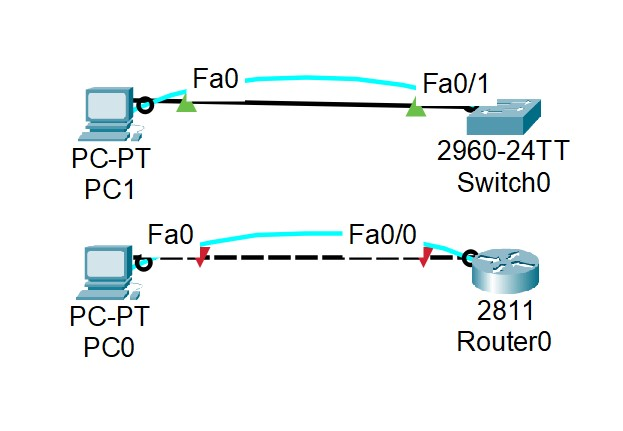 Fa0
Fa0/1
PC-PT
PC1
2960-24TT
Switch0
Fa0
Fa0/0
PC-PT
PC0
2811
Router0